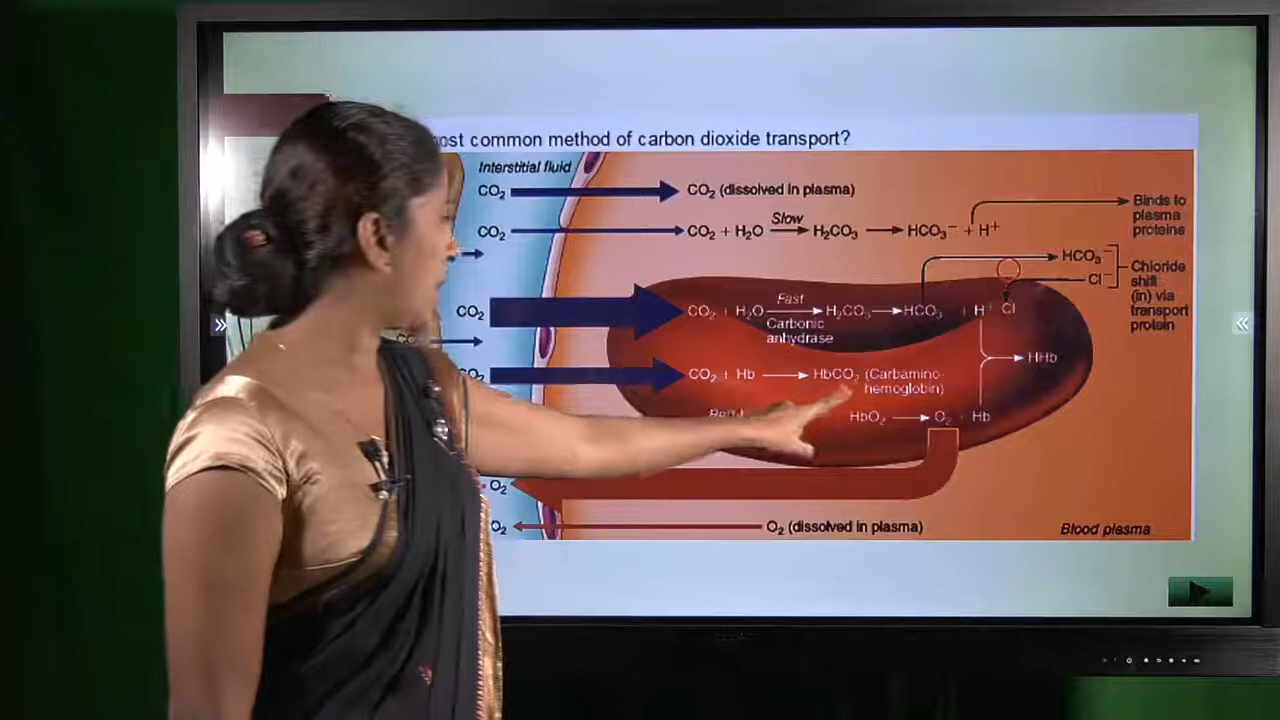 ost common method of carbon dioxide transport?
Interstitial fluid
CO₂ CO₂ (dissolved in plasma)
CO₂ CO₂ + H₂O Slow H₂CO₃ HCO₃⁻ + H⁺
Binds to
plasma
proteins
HCO₃⁻
Cl⁻
Chloride
shift
(in) via
transport
protein
CO₂ CO₂ + H₂O Fast H₂CO₃ HCO₃ + H Cl
Carbonic
anhydrase
HHb
CO₂ + Hb HbCO₂ (Carbamino-
hemoglobin)
HbO₂ O₂ + Hb
O₂
O₂ O₂ (dissolved in plasma)
Blood plasma